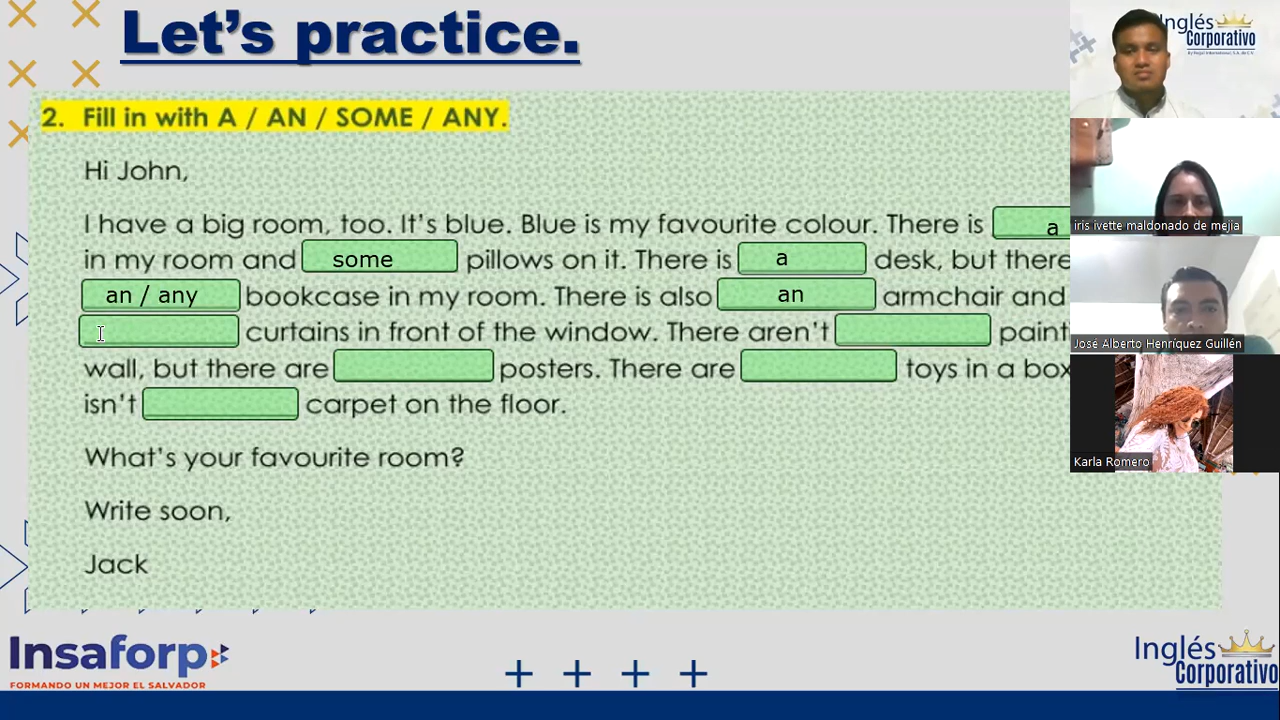 Let's practice.
Inglés
Corporativo
By Regal International, S.A. de C.V.
2. Fill in with A / AN / SOME / ANY.
Hi John,
I have a big room, too. It's blue. Blue is my favourite colour. There is a
iris ivette maldonado de mejia
in my room and some pillows on it. There is a desk, but there
an / any bookcase in my room. There is also an armchair and
curtains in front of the window. There aren't paint
José Alberto Henríquez Guillén
wall, but there are posters. There are toys in a box
isn't carpet on the floor.
What's your favourite room?
Karla Romero
Write soon,
Jack
Insaforp
FORMANDO UN MEJOR EL SALVADOR
Inglés
Corporativo